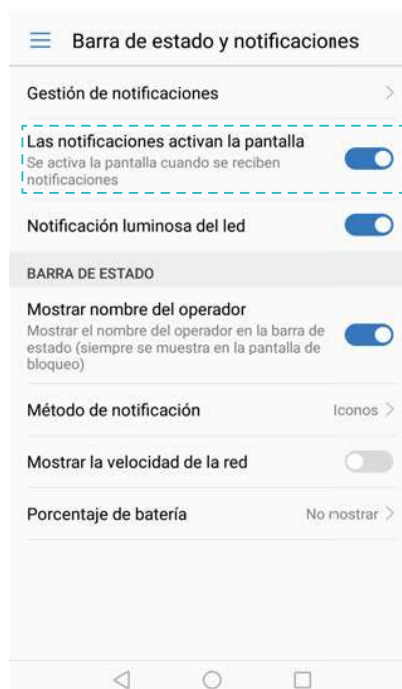 Barra de estado y notificaciones
Gestión de notificaciones
Las notificaciones activan la pantalla
Se activa la pantalla cuando se reciben
notificaciones
Notificación luminosa del led
BARRA DE ESTADO
Mostrar nombre del operador
Mostrar el nombre del operador en la barra de
estado (siempre se muestra en la pantalla de
bloqueo)
Método de notificación Iconos
Mostrar la velocidad de la red
Porcentaje de batería No mostrar